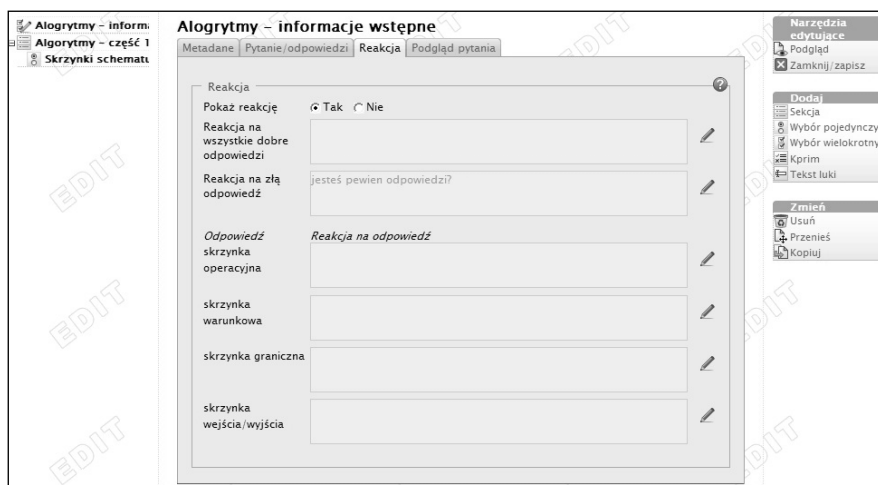 Alogrytmy - inform
Algorytmy - część 1
Skrzynki schematu
Alogrytmy - informacje wstępne
Metadane Pytanie/odpowiedzi Reakcja Podgląd pytania
Reakcja
Pokaż reakcję Tak Nie
Reakcja na
wszystkie dobre
odpowiedzi
Reakcja na złą
odpowiedź
jesteś pewien odpowiedzi?
Odpowiedź Reakcja na odpowiedź
skrzynka
operacyjna
skrzynka
warunkowa
skrzynka graniczna
skrzynka
wejścia/wyjścia
Narzędzia
edytujące
Podgląd
Zamknij/zapisz
Dodaj
Sekcja
Wybór pojedynczy
Wybór wielokrotny
Kprim
Tekst luki
Zmień
Usuń
Przenieś
Kopiuj
EDIT
EDIT
EDIT
EDIT
EDIT
EDIT
EDIT
EDIT